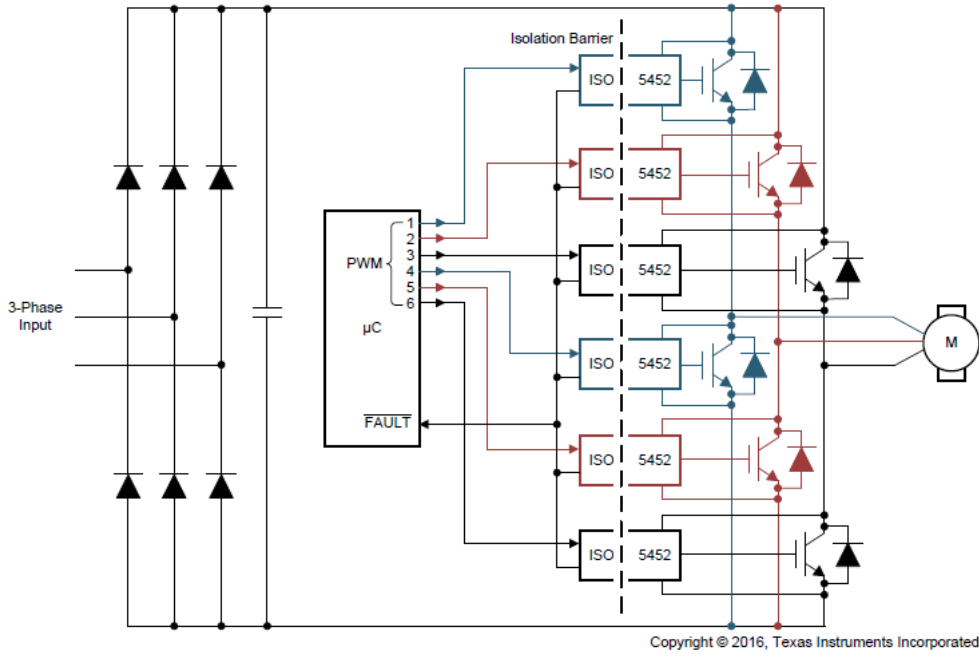 Isolation Barrier
ISO 5452
ISO 5452
1
2
3
4
5
6
PWM
µC
FAULT
ISO 5452
3-Phase
Input
M
ISO 5452
ISO 5452
ISO 5452
Copyright © 2016, Texas Instruments Incorporated